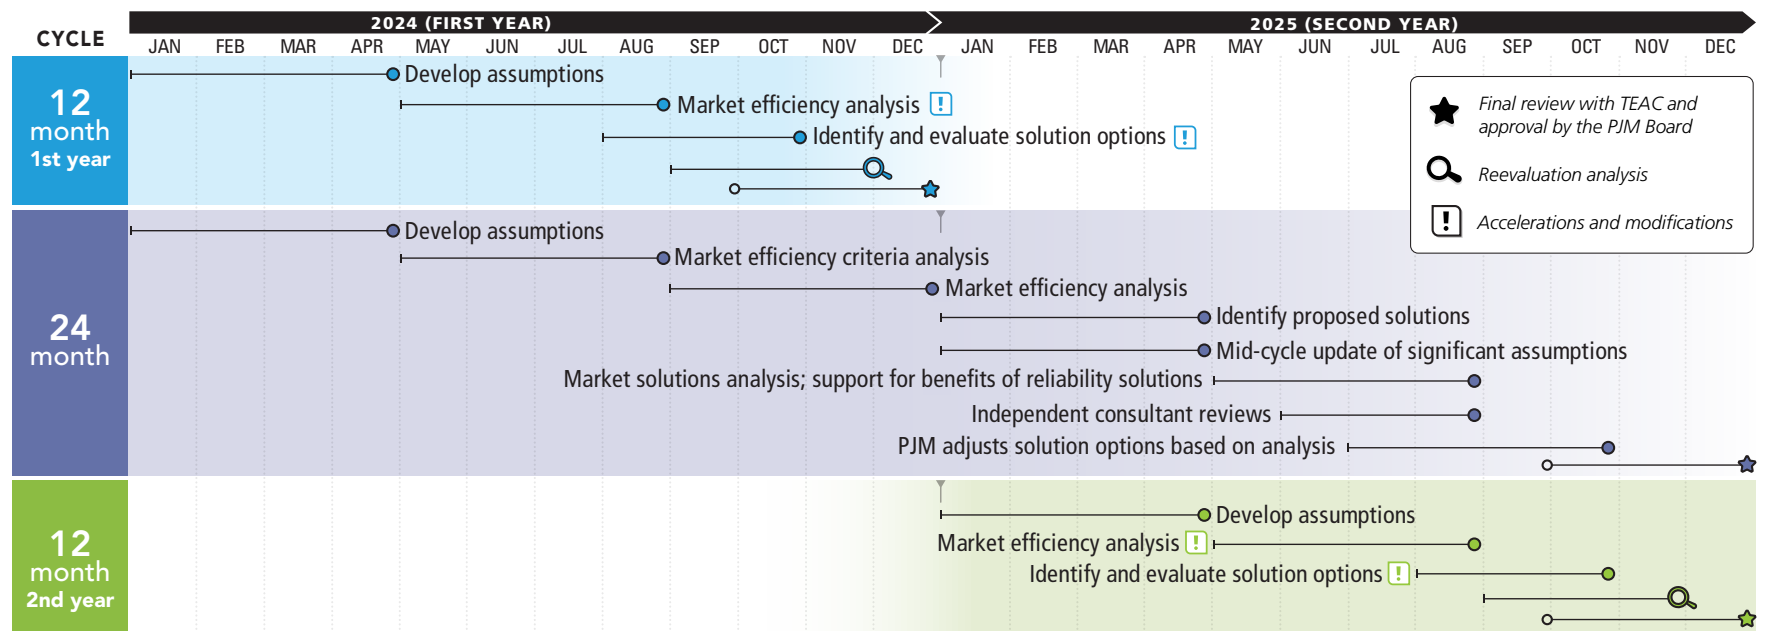 2024 (FIRST YEAR)
2025 (SECOND YEAR)
CYCLE
JAN FEB MAR APR MAY JUN JUL AUG SEP OCT NOV DEC JAN FEB MAR APR MAY JUN JUL AUG SEP OCT NOV DEC
12
month
1st year
Develop assumptions
Market efficiency analysis !
Identify and evaluate solution options !
Final review with TEAC and
approval by the PJM Board
Reevaluation analysis
! Accelerations and modifications
24
month
Develop assumptions
Market efficiency criteria analysis
Market efficiency analysis
Identify proposed solutions
Mid-cycle update of significant assumptions
Market solutions analysis; support for benefits of reliability solutions
Independent consultant reviews
PJM adjusts solution options based on analysis
12
month
2nd year
Develop assumptions
Market efficiency analysis !
Identify and evaluate solution options !